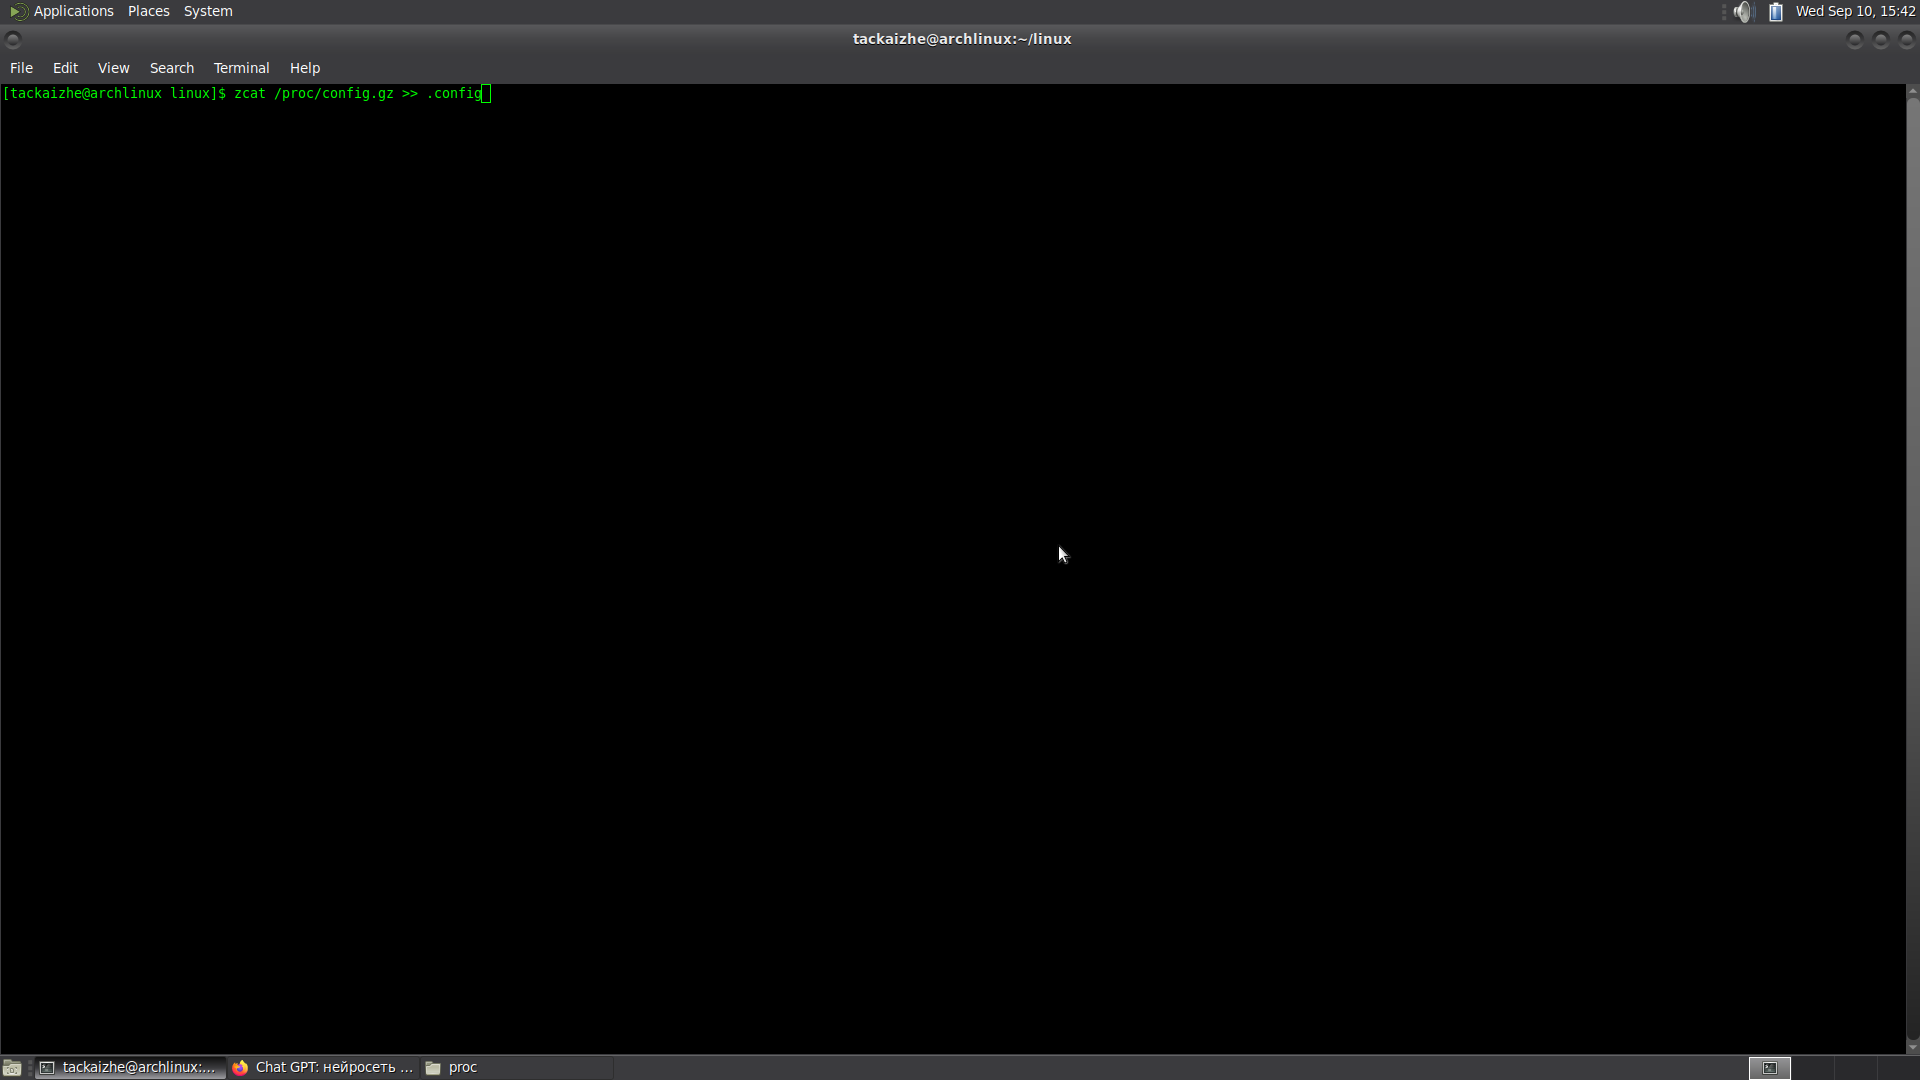 Applications Places System
Wed Sep 10, 15:42
tackaizhe@archlinux:~/linux
File Edit View Search Terminal Help
[tackaizhe@archlinux linux]$ zcat /proc/config.gz >> .config
tackaizhe@archlinux:... Chat GPT: нейросеть ... proc